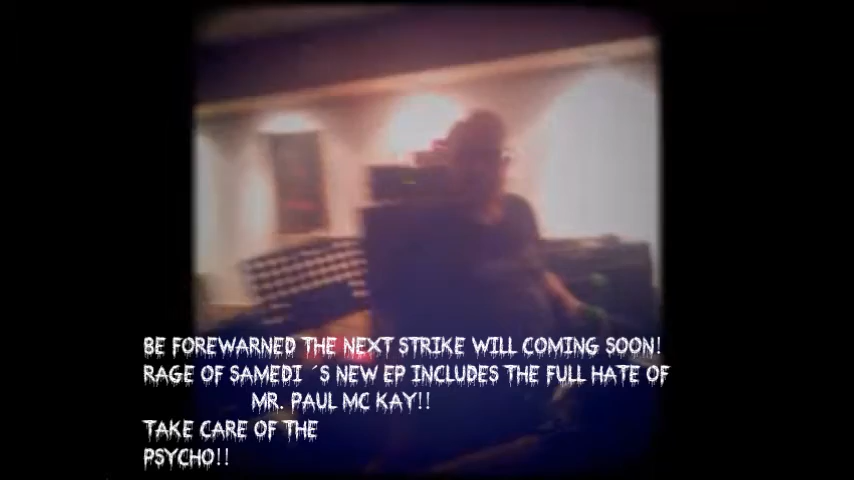 BE FOREWARNED THE NEXT STRIKE WILL COMING SOON!
RAGE OF SAMEDI ´S NEW EP INCLUDES THE FULL HATE OF
MR. PAUL MC KAY!!
TAKE CARE OF THE
PSYCHO!!